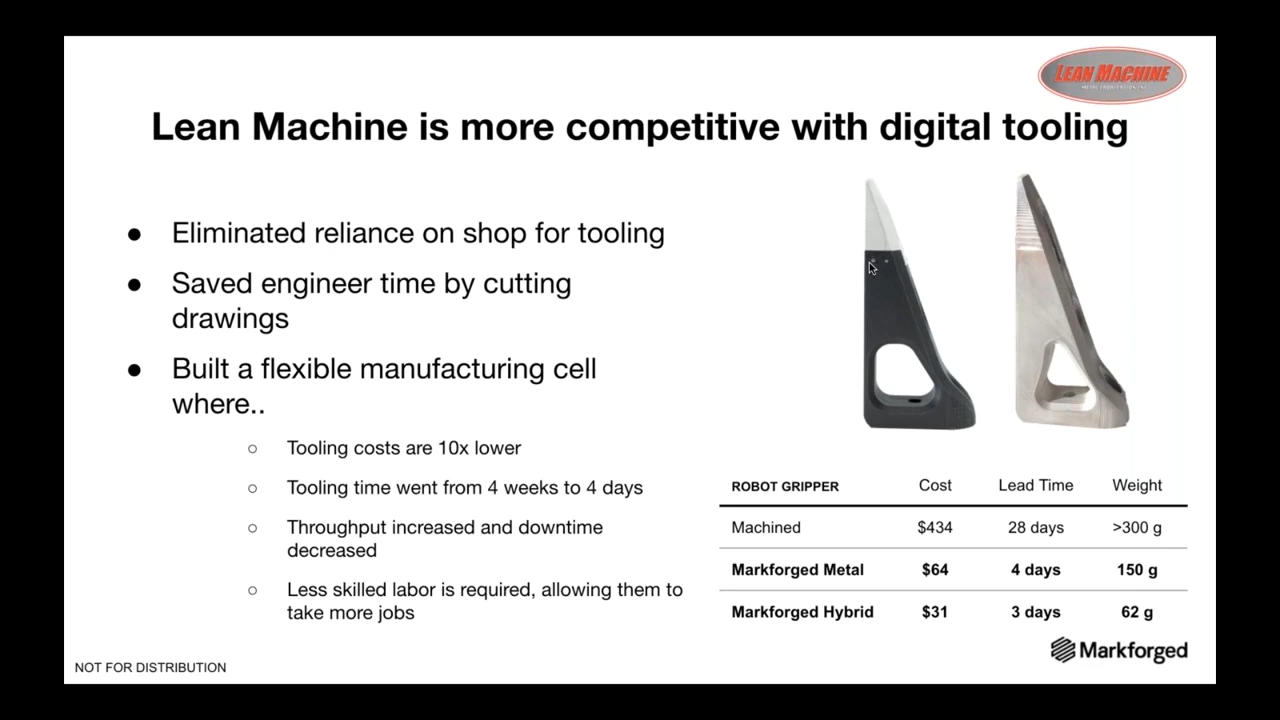 LEAN MACHINE
Lean Machine is more competitive with digital tooling
● Eliminated reliance on shop for tooling
● Saved engineer time by cutting
drawings
● Built a flexible manufacturing cell
where..
○ Tooling costs are 10x lower
○ Tooling time went from 4 weeks to 4 days
○ Throughput increased and downtime
decreased
○ Less skilled labor is required, allowing them to
take more jobs
ROBOT GRIPPER Cost Lead Time Weight
Machined $434 28 days >300 g
Markforged Metal $64 4 days 150 g
Markforged Hybrid $31 3 days 62 g
Markforged
NOT FOR DISTRIBUTION